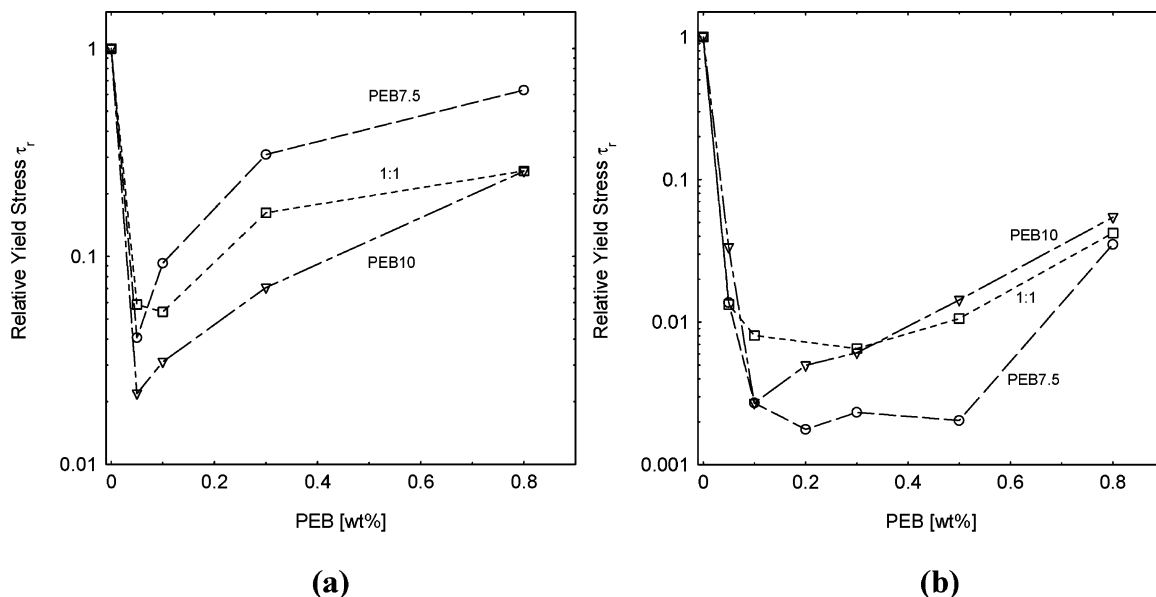 Relative Yield Stress τr
1
0.1
0.01
0
0.2
0.4
0.6
0.8
PEB7.5
1:1
PEB10
PEB [wt%]
(a)
Relative Yield Stress τr
1
0.1
0.01
0.001
0
0.2
0.4
0.6
0.8
PEB10
1:1
PEB7.5
PEB [wt%]
(b)